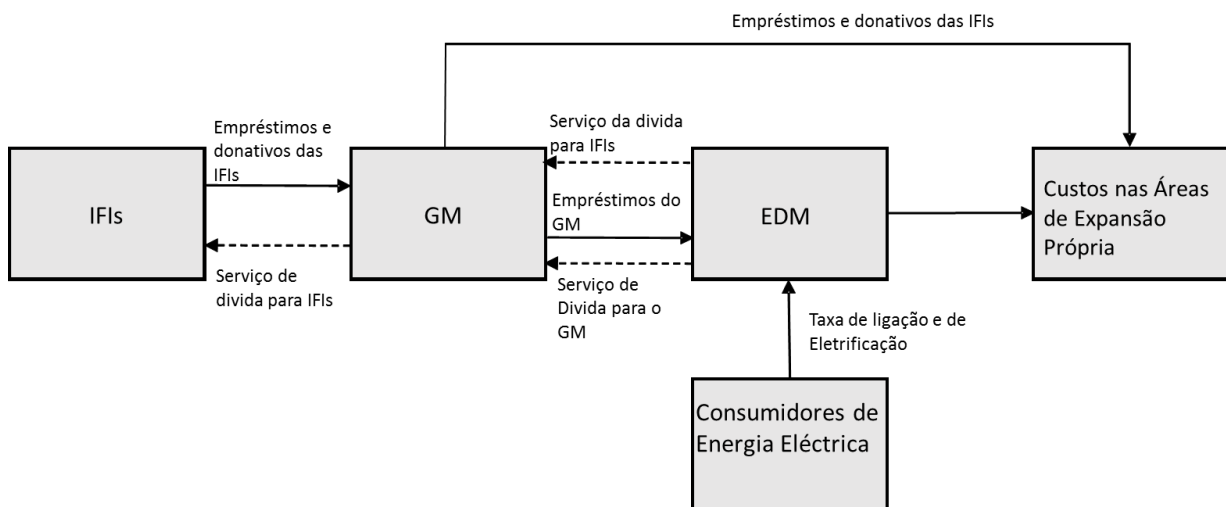 Empréstimos e donativos das IFIs
Empréstimos e
donativos das
IFIs
Serviço da divida
para IFIs
IFIs
GM
Empréstimos do
GM
EDM
Custos nas Áreas
de Expansão
Própria
Serviço de
divida para IFIs
Serviço de
Divida para o
GM
Taxa de ligação e de
Eletrificação
Consumidores de
Energia Eléctrica